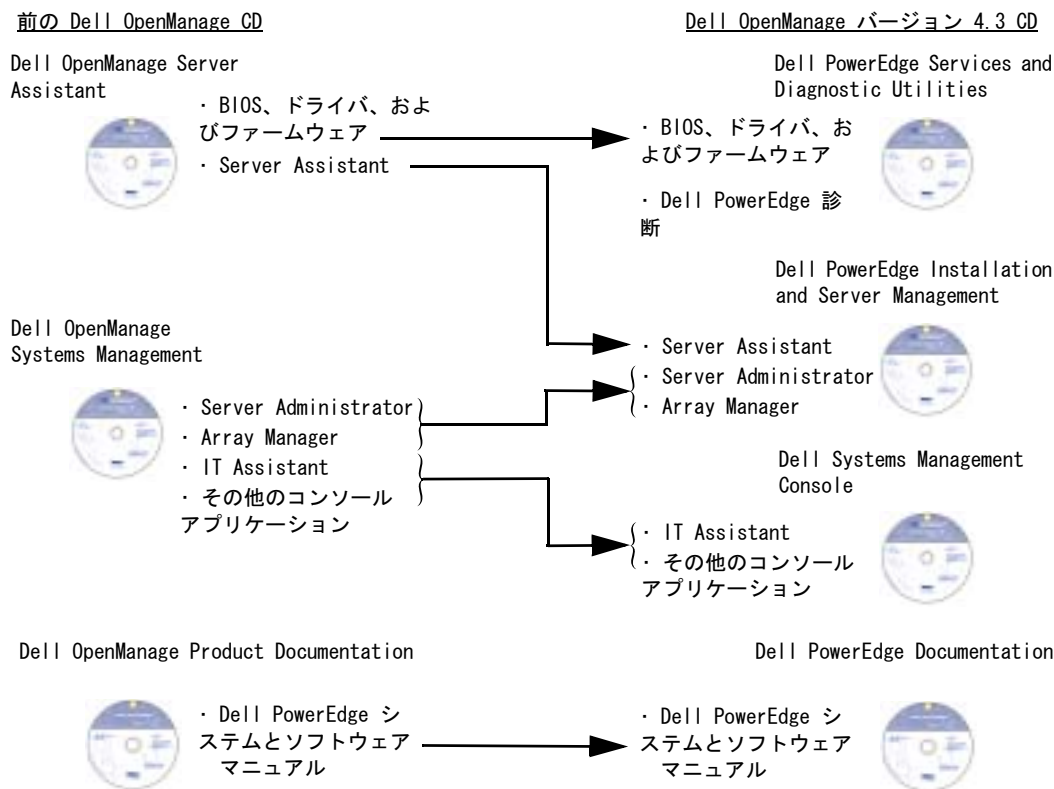 前の Dell OpenManage CD
Dell OpenManage バージョン 4.3 CD
Dell OpenManage Server
Assistant
· BIOS、ドライバ、およ
びファームウェア
· Server Assistant
Dell PowerEdge Services and
Diagnostic Utilities
· BIOS、ドライバ、お
よびファームウェア
· Dell PowerEdge 診
断
Dell PowerEdge Installation
and Server Management
· Server Assistant
· Server Administrator
· Array Manager
Dell OpenManage
Systems Management
· Server Administrator
· Array Manager
· IT Assistant
· その他のコンソール
アプリケーション
Dell Systems Management
Console
· IT Assistant
· その他のコンソール
アプリケーション
Dell OpenManage Product Documentation
· Dell PowerEdge シ
ステムとソフトウェア
マニュアル
Dell PowerEdge Documentation
· Dell PowerEdge シ
ステムとソフトウェア
マニュアル